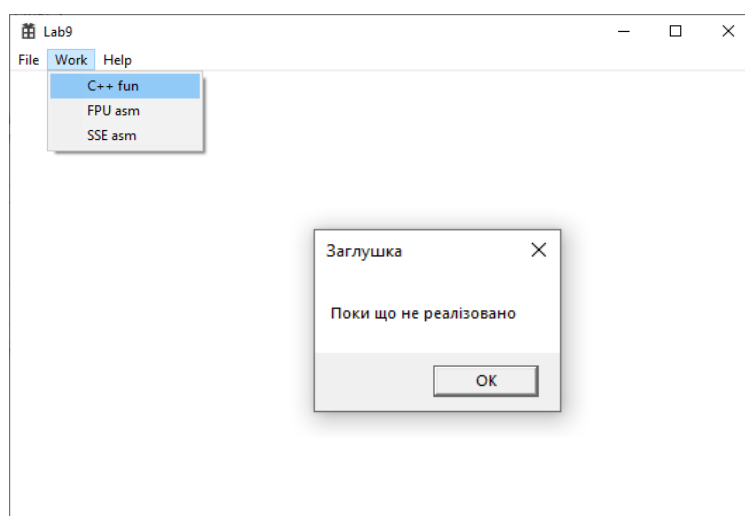 Lab9
File Work Help
C++ fun
FPU asm
SSE asm
Заглушка
Поки що не реалізовано
OK